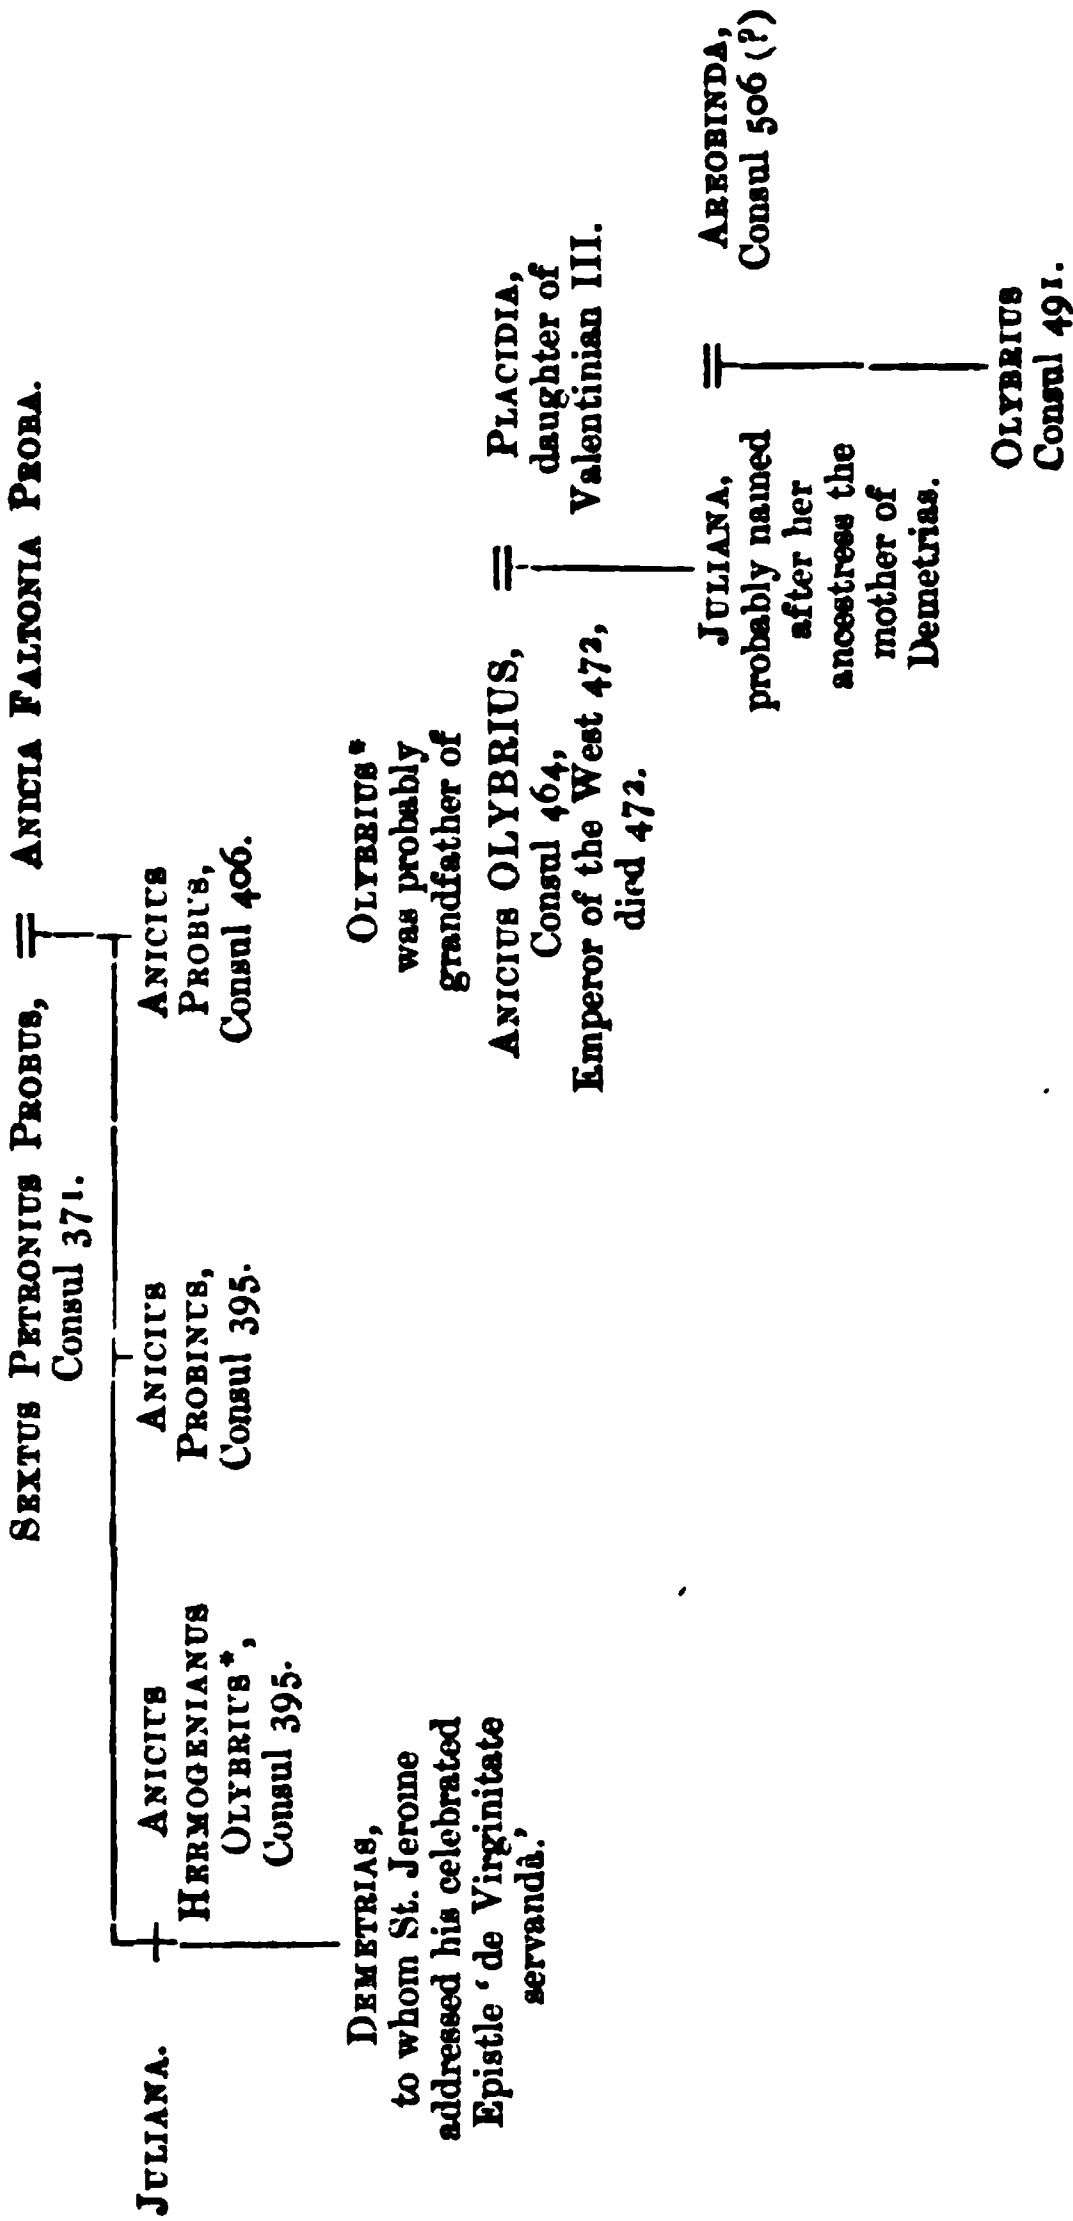 SEXTUS PETRONIUS PROBUS, = ANICIA FALTONIA PROBA.
Consul 371.
JULIANA.
ANICIUS
HERMOGENIANUS
OLYBRIUS*,
Consul 395.
ANICIUS
PROBINUS,
Consul 395.
ANICIUS
PROBUS,
Consul 406.
DEMETRIAS,
to whom St. Jerome
addressed his celebrated
Epistle ‘de Virginitate
servandâ.’
OLYBRIUS*
was probably
grandfather of
ANICIUS OLYBRIUS,
Consul 464,
Emperor of the West 472,
died 472.
=
PLACIDIA,
daughter of
Valentinian III.
JULIANA,
probably named
after her
ancestress the
mother of
Demetrias.
=
AREOBINDA,
Consul 506 (?)
OLYBRIUS
Consul 491.